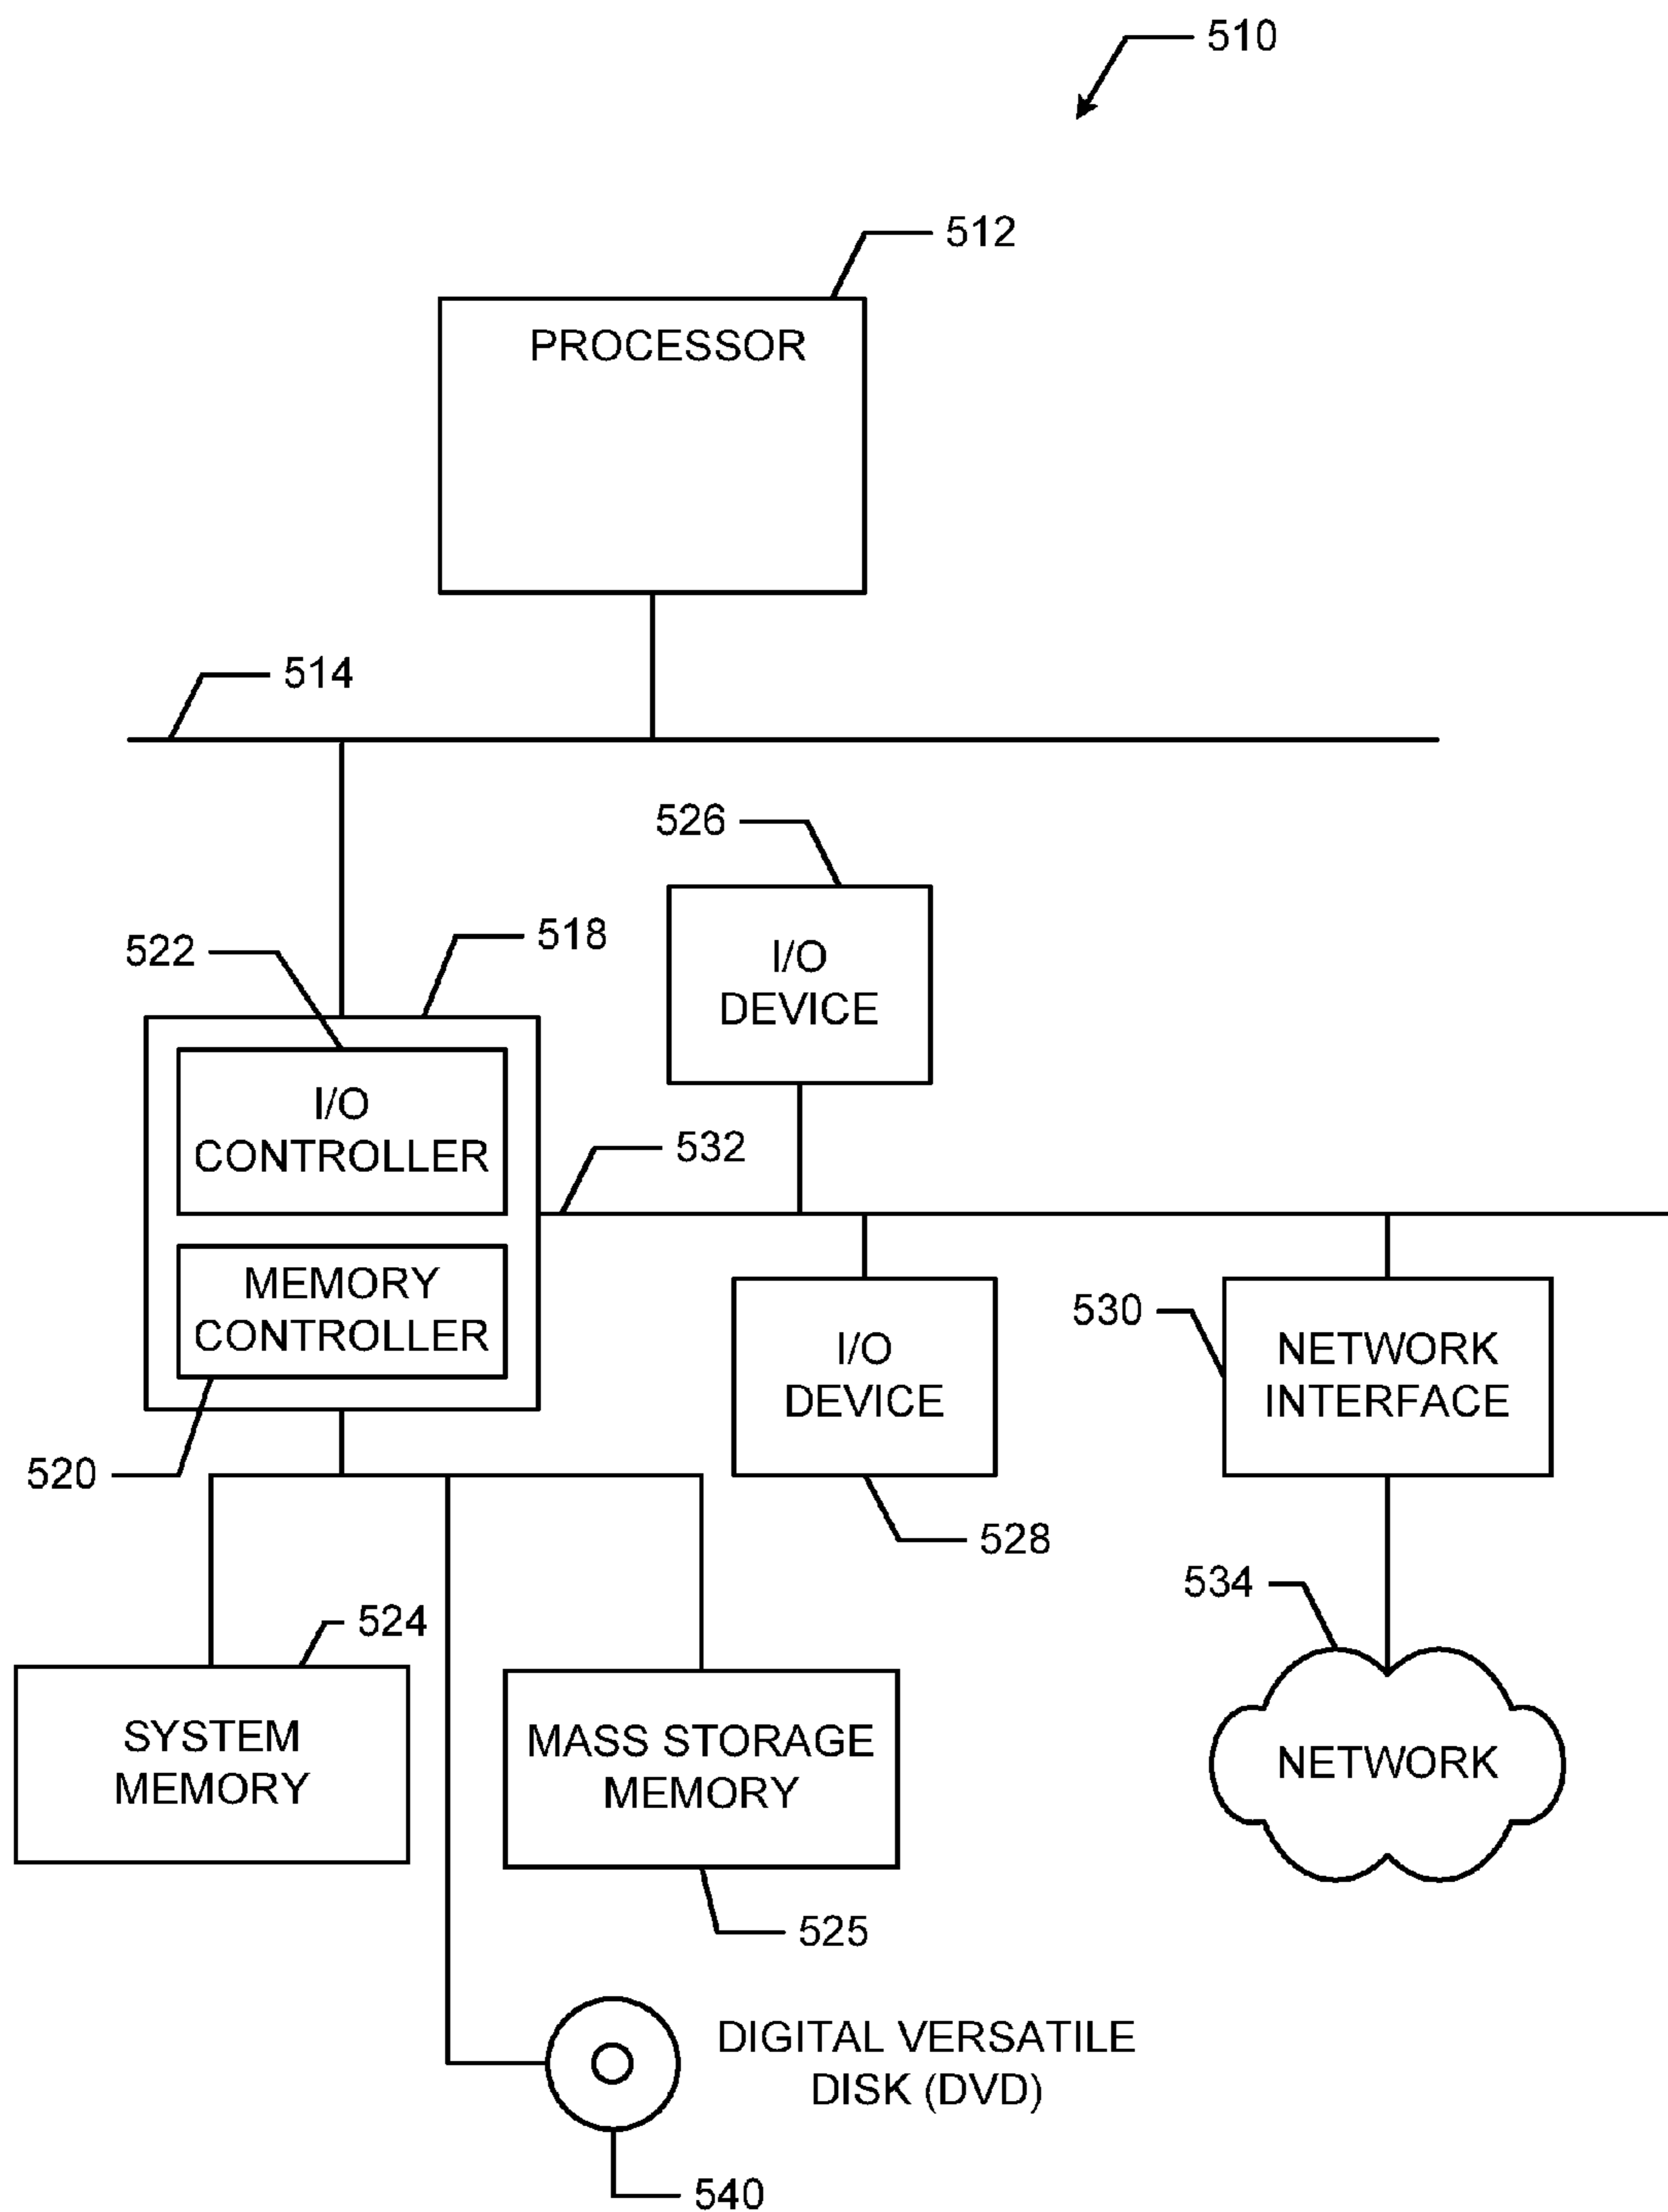 510
512
PROCESSOR
514
526
518
522
I/O
DEVICE
I/O
CONTROLLER
532
MEMORY
CONTROLLER
530
I/O
DEVICE
NETWORK
INTERFACE
520
528
534
524
SYSTEM
MEMORY
MASS STORAGE
MEMORY
NETWORK
525
DIGITAL VERSATILE
DISK (DVD)
540